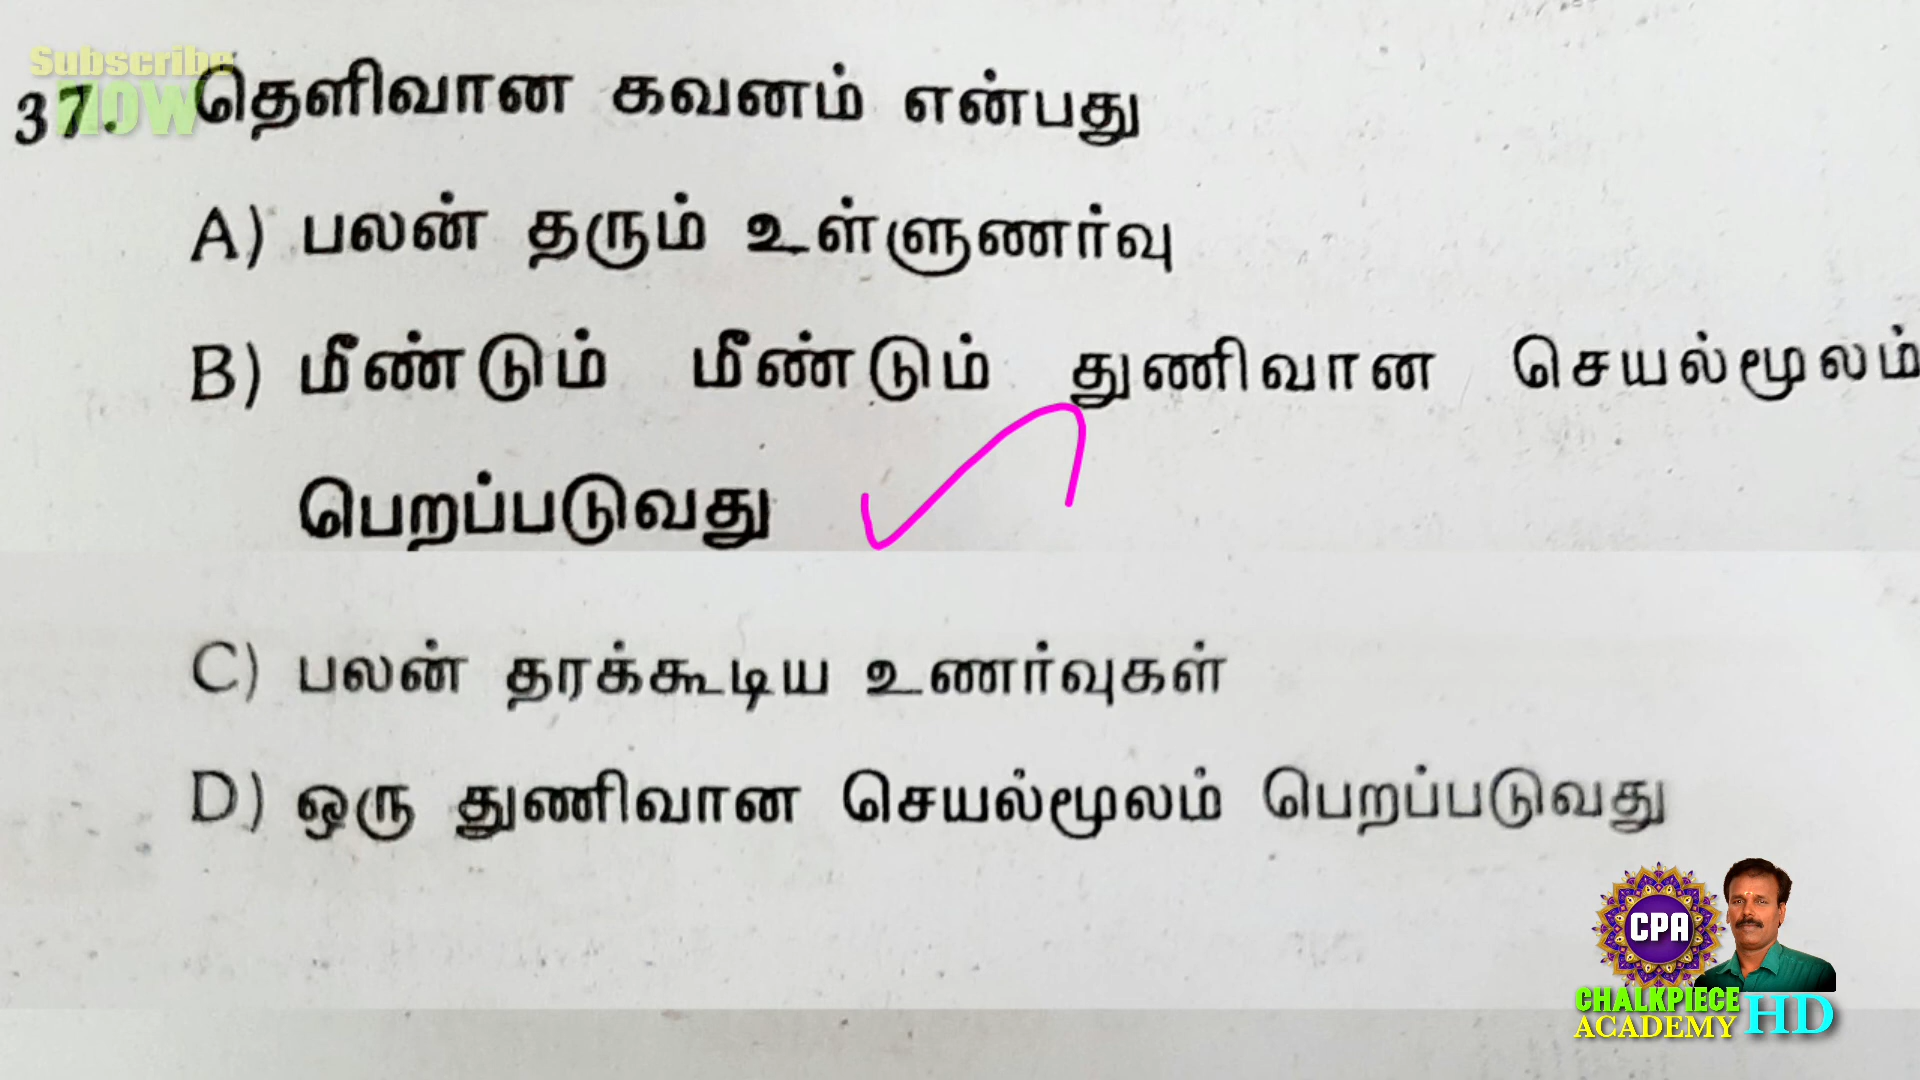 Subscribe
NOW
37. தெளிவான கவனம் என்பது
A) பலன் தரும் உள்ளுணர்வு
B) மீண்டும் மீண்டும் துணிவான செயல்மூலம்
பெறப்படுவது
C) பலன் தரக்கூடிய உணர்வுகள்
D) ஒரு துணிவான செயல்மூலம் பெறப்படுவது
CPA
CHALKPIECE
ACADEMY HD